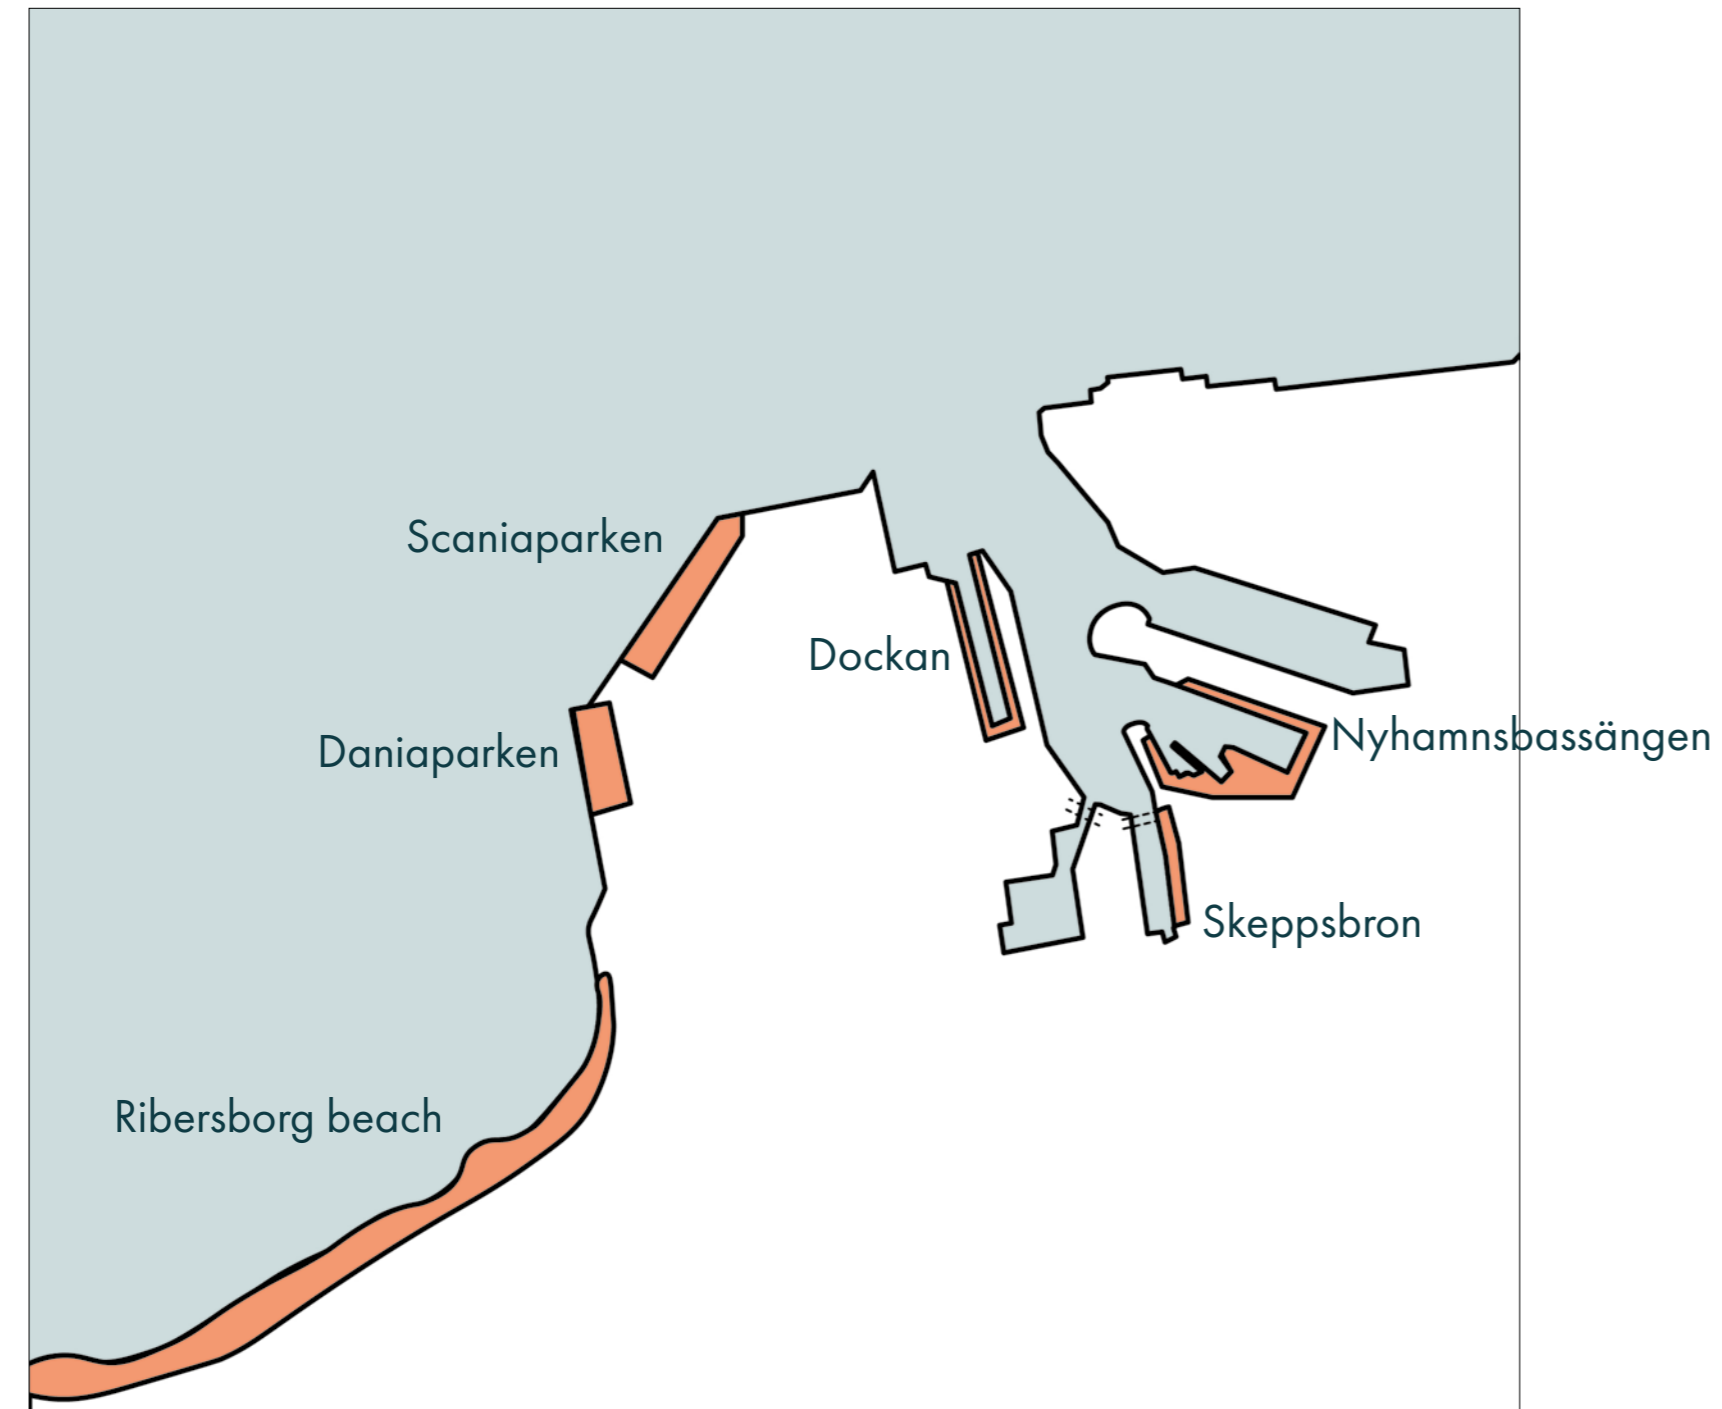 Scaniaparken
Dockan
Nyhamnsbassängen
Daniaparken
Skeppsbron
Ribersborg beach